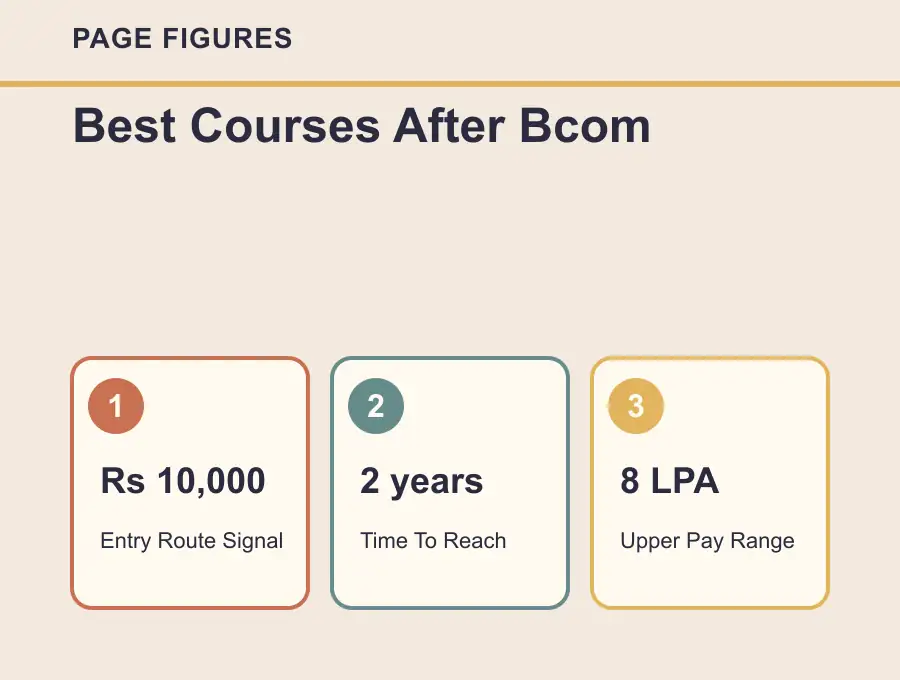 PAGE FIGURES
Best Courses After Bcom
1
Rs 10,000
Entry Route Signal
2
2 years
Time To Reach
3
8 LPA
Upper Pay Range